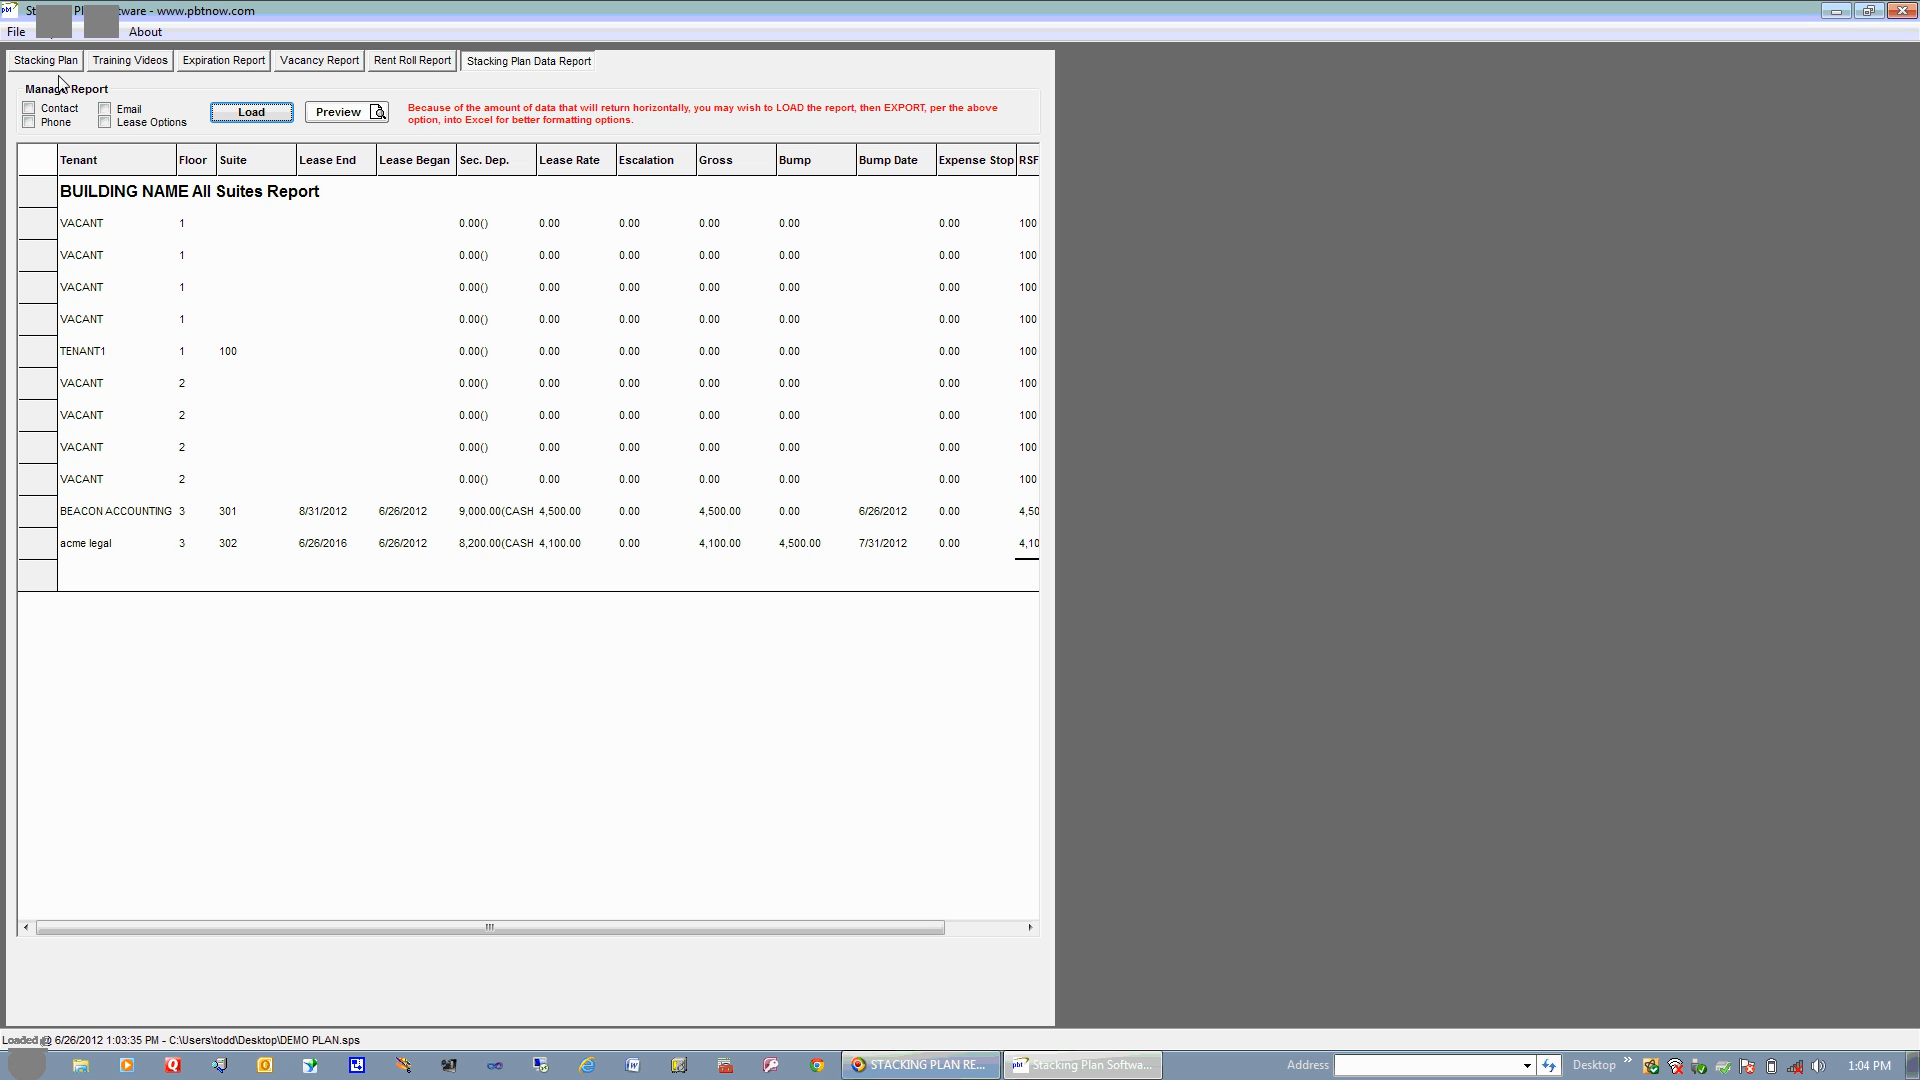 pbt St Pl tware - www.pbtnow.com
File About
Stacking Plan Training Videos Expiration Report Vacancy Report Rent Roll Report Stacking Plan Data Report
Manage Report
Contact Email
Phone Lease Options
Load Preview
Because of the amount of data that will return horizontally, you may wish to LOAD the report, then EXPORT, per the above
option, into Excel for better formatting options.
Tenant Floor Suite Lease End Lease Began Sec. Dep. Lease Rate Escalation Gross Bump Bump Date Expense Stop RSF
BUILDING NAME All Suites Report
VACANT 1 0.00() 0.00 0.00 0.00 0.00 0.00 100
VACANT 1 0.00() 0.00 0.00 0.00 0.00 0.00 100
VACANT 1 0.00() 0.00 0.00 0.00 0.00 0.00 100
VACANT 1 0.00() 0.00 0.00 0.00 0.00 0.00 100
TENANT1 1 100 0.00() 0.00 0.00 0.00 0.00 0.00 100
VACANT 2 0.00() 0.00 0.00 0.00 0.00 0.00 100
VACANT 2 0.00() 0.00 0.00 0.00 0.00 0.00 100
VACANT 2 0.00() 0.00 0.00 0.00 0.00 0.00 100
VACANT 2 0.00() 0.00 0.00 0.00 0.00 0.00 100
BEACON ACCOUNTING 3 301 8/31/2012 6/26/2012 9,000.00(CASH 4,500.00 0.00 4,500.00 0.00 6/26/2012 0.00 4,50
acme legal 3 302 6/26/2016 6/26/2012 8,200.00(CASH 4,100.00 0.00 4,100.00 4,500.00 7/31/2012 0.00 4,10
Loaded @ 6/26/2012 1:03:35 PM - C:\Users\todd\Desktop\DEMO PLAN.sps
STACKING PLAN RE... pbt Stacking Plan Softwa... Address Desktop » 1:04 PM